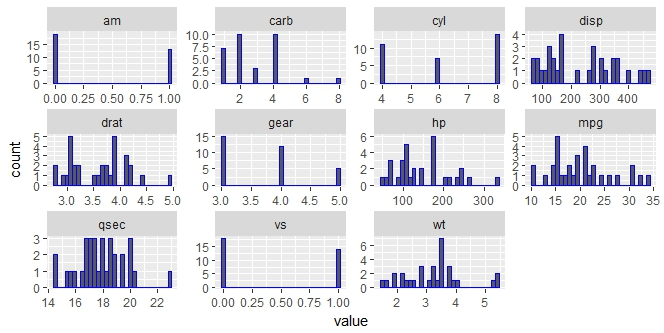 am carb cyl disp
15 10 5 0
10.0 7.5 5.0 2.5 0.0
10 5 0
4 3 2 1 0
0.00 0.25 0.50 0.75 1.00
2 4 6 8
4 5 6 7 8
100 200 300 400
drat gear hp mpg
5 4 3 2 1 0
15 10 5 0
6 4 2 0
5 4 3 2 1 0
3.0 3.5 4.0 4.5 5.0
3.0 3.5 4.0 4.5 5.0
100 200 300
10 15 20 25 30 35
count
qsec vs wt
3 2 1 0
15 10 5 0
6 4 2 0
14 16 18 20 22
0.00 0.25 0.50 0.75 1.00
2 3 4 5
value